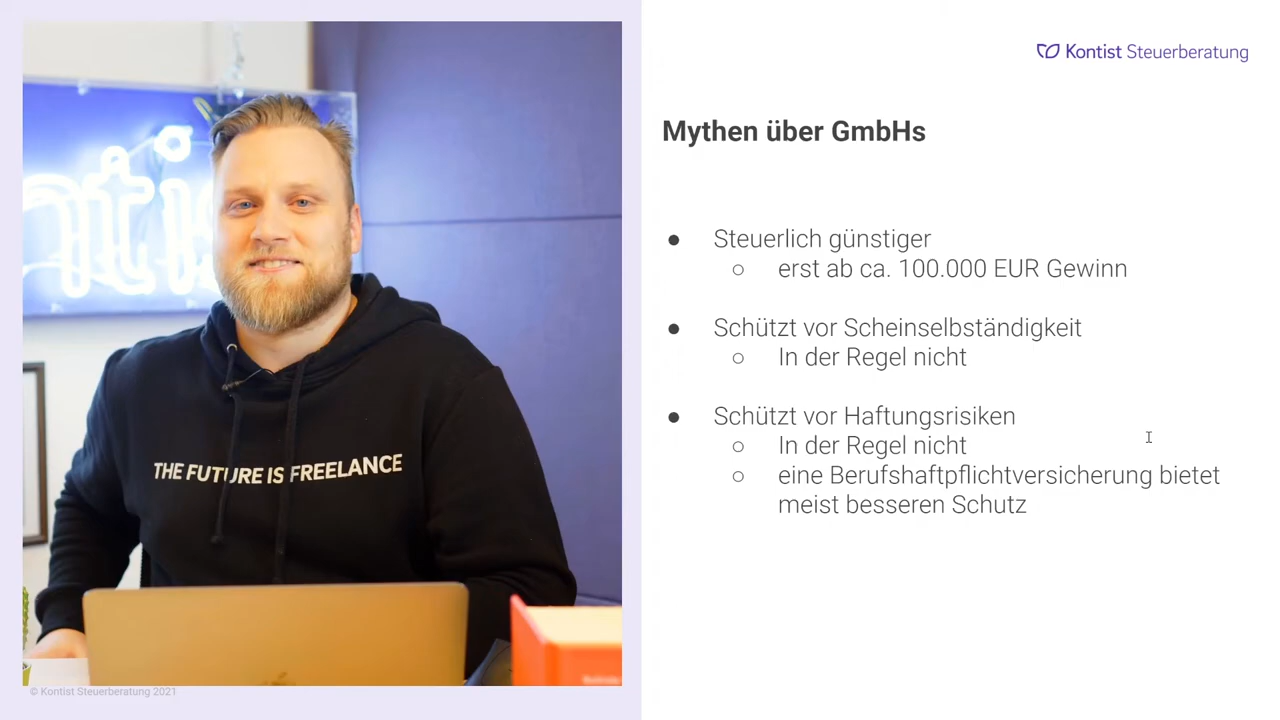 Kontist Steuerberatung
Mythen über GmbHs
● Steuerlich günstiger
○ erst ab ca. 100.000 EUR Gewinn
● Schützt vor Scheinselbständigkeit
○ In der Regel nicht
● Schützt vor Haftungsrisiken
○ In der Regel nicht
○ eine Berufshaftpflichtversicherung bietet
meist besseren Schutz
ntis
THE FUTURE IS FREELANCE
© Kontist Steuerberatung 2021